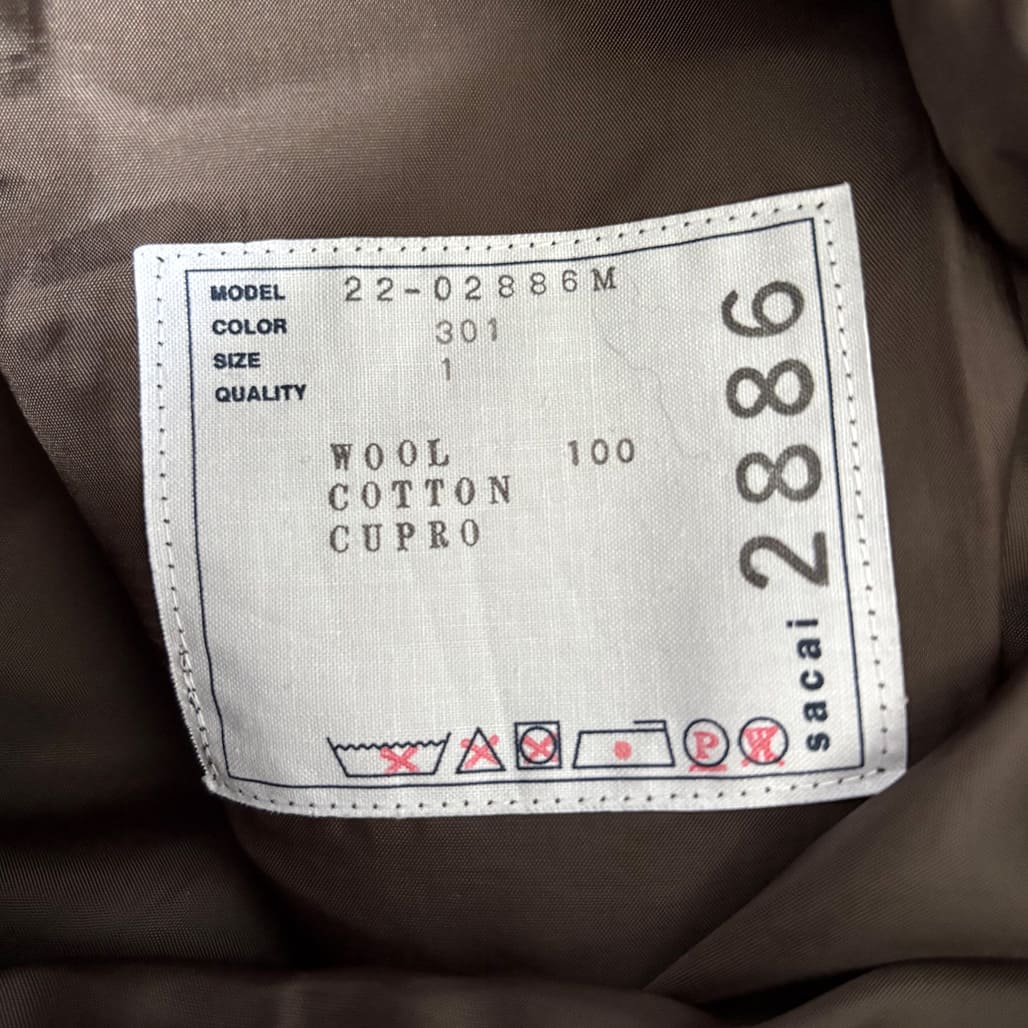 MODEL 22-02886M
COLOR 301
SIZE 1
QUALITY
WOOL 100
COTTON
CUPRO
P
W
sacai 2886